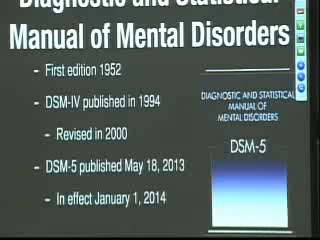 Diagnostic and Statistical
Manual of Mental Disorders
– First edition 1952
– DSM-IV published in 1994
– Revised in 2000
– DSM-5 published May 18, 2013
– In effect January 1, 2014
DIAGNOSTIC AND STATISTICAL
MANUAL OF
MENTAL DISORDERS
DSM-5